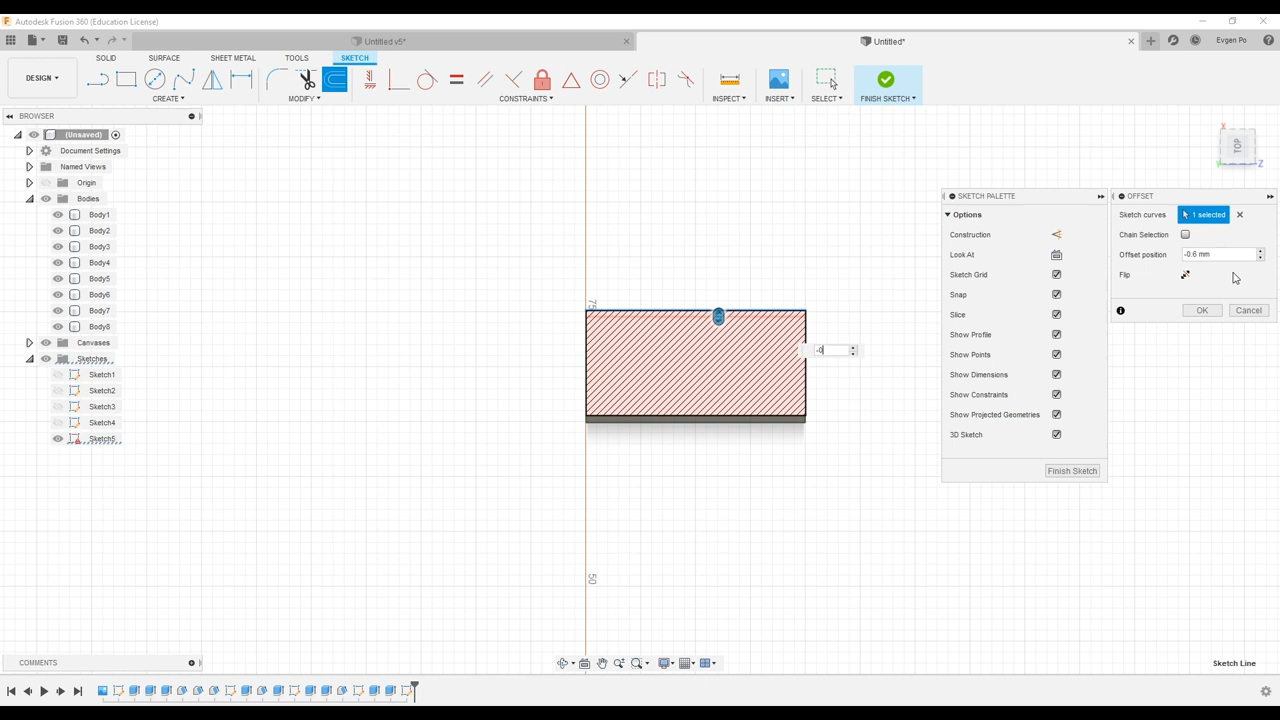 Autodesk Fusion 360 (Education License)
Untitled v5*
Untitled*
Evgen Po
DESIGN
SOLID
SURFACE
SHEET METAL
TOOLS
SKETCH
CREATE
MODIFY
CONSTRAINTS
INSPECT
INSERT
SELECT
FINISH SKETCH
BROWSER
(Unsaved)
Document Settings
Named Views
Origin
Bodies
Body1
Body2
Body3
Body4
Body5
Body6
Body7
Body8
Canvases
Sketches
Sketch1
Sketch2
Sketch3
Sketch4
Sketch5
75
50
-0
X
TOP
Y
Z
SKETCH PALETTE
Options
Construction
Look At
Sketch Grid
Snap
Slice
Show Profile
Show Points
Show Dimensions
Show Constraints
Show Projected Geometries
3D Sketch
Finish Sketch
OFFSET
Sketch curves
1 selected
Chain Selection
Offset position
-0.6 mm
Flip
OK
Cancel
COMMENTS
Sketch Line